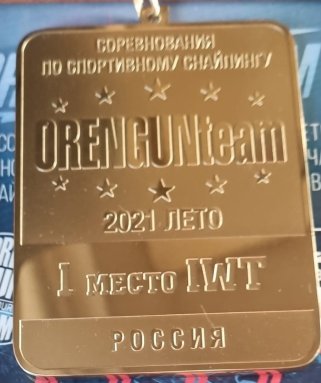 СОРЕВНОВАНИЯ
ПО СПОРТИВНОМУ СНАЙПИНГУ
ORENGUNteam
2021 ЛЕТО
I МЕСТО IWT
РОССИЯ